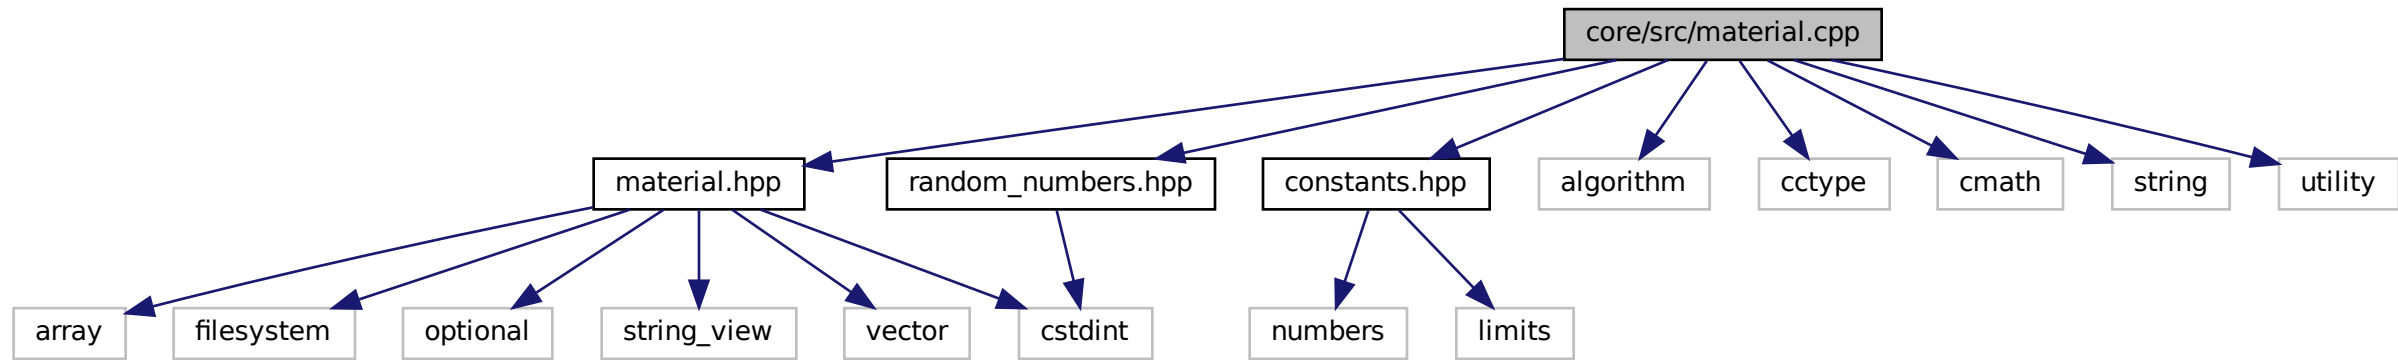 core/src/material.cpp
material.hpp
random_numbers.hpp
constants.hpp
algorithm
cctype
cmath
string
utility
array
filesystem
optional
string_view
vector
cstdint
numbers
limits